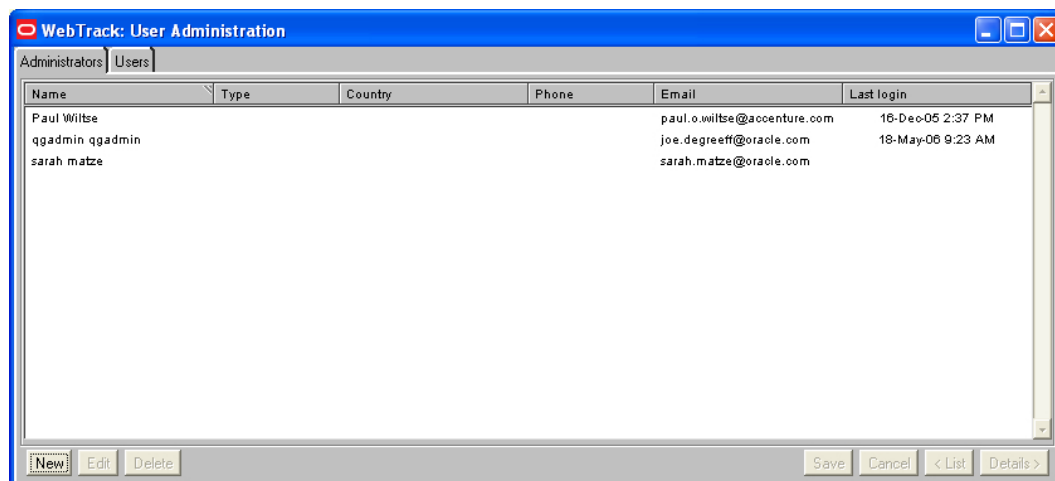 WebTrack: User Administration
Administrators Users
Name Type Country Phone Email Last login
Paul Wiltse paul.o.wiltse@accenture.com 16-Dec-05 2:37 PM
qgadmin qgadmin joe.degreeff@oracle.com 18-May-06 9:23 AM
sarah matze sarah.matze@oracle.com
New Edit Delete Save Cancel < List Details >